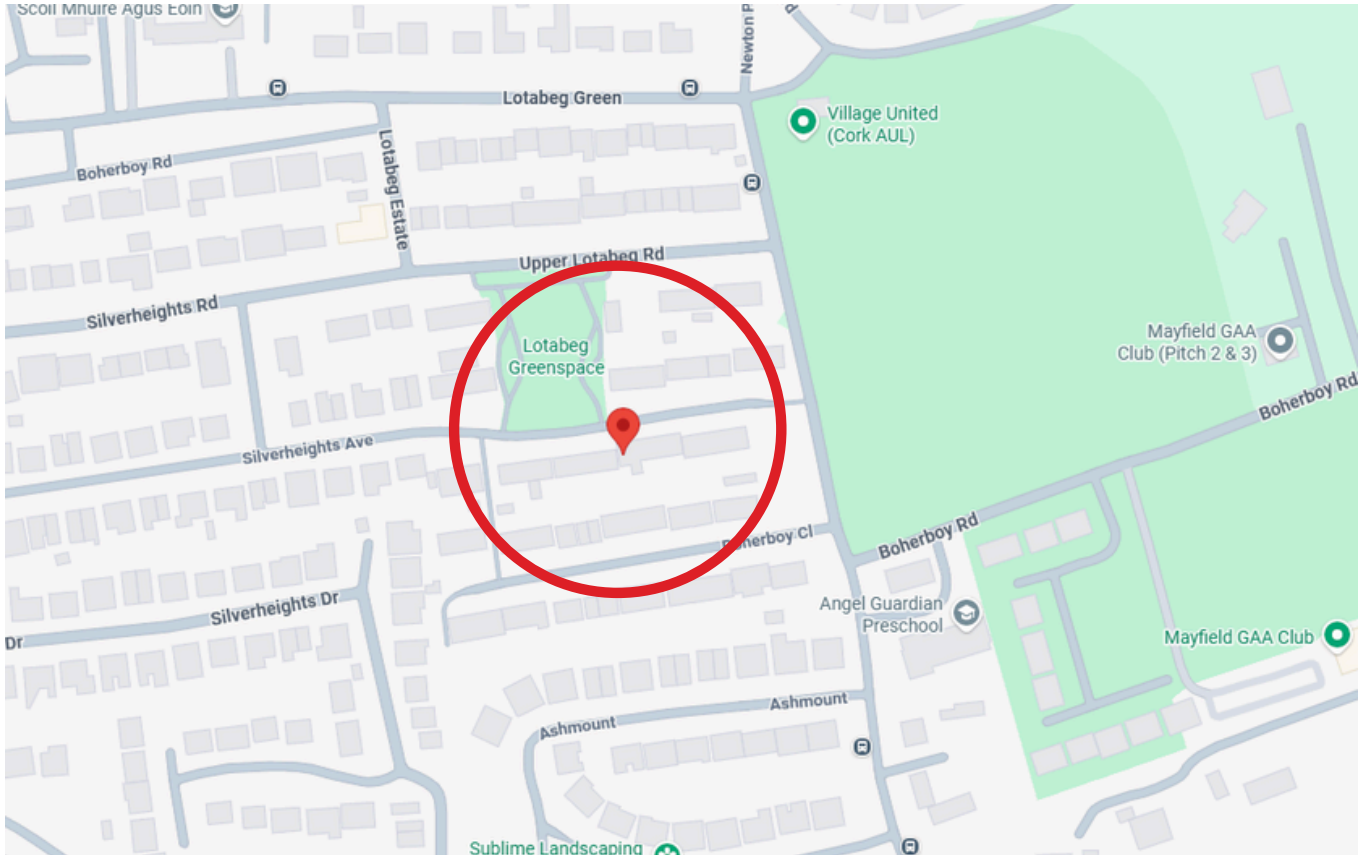 Scoil Mhuire Agus Eoin
Newton P
Lotabeg Green
Village United
(Cork AUL)
Boherboy Rd
Lotabeg Estate
Upper Lotabeg Rd
Silverheights Rd
Lotabeg
Greenspace
Mayfield GAA
Club (Pitch 2 & 3)
Boherboy Rd
Silverheights Ave
Boherboy Rd
Boherboy Cl
Silverheights Dr
Angel Guardian
Preschool
Dr
Mayfield GAA Club
Ashmount
Ashmount
Sublime Landscaping